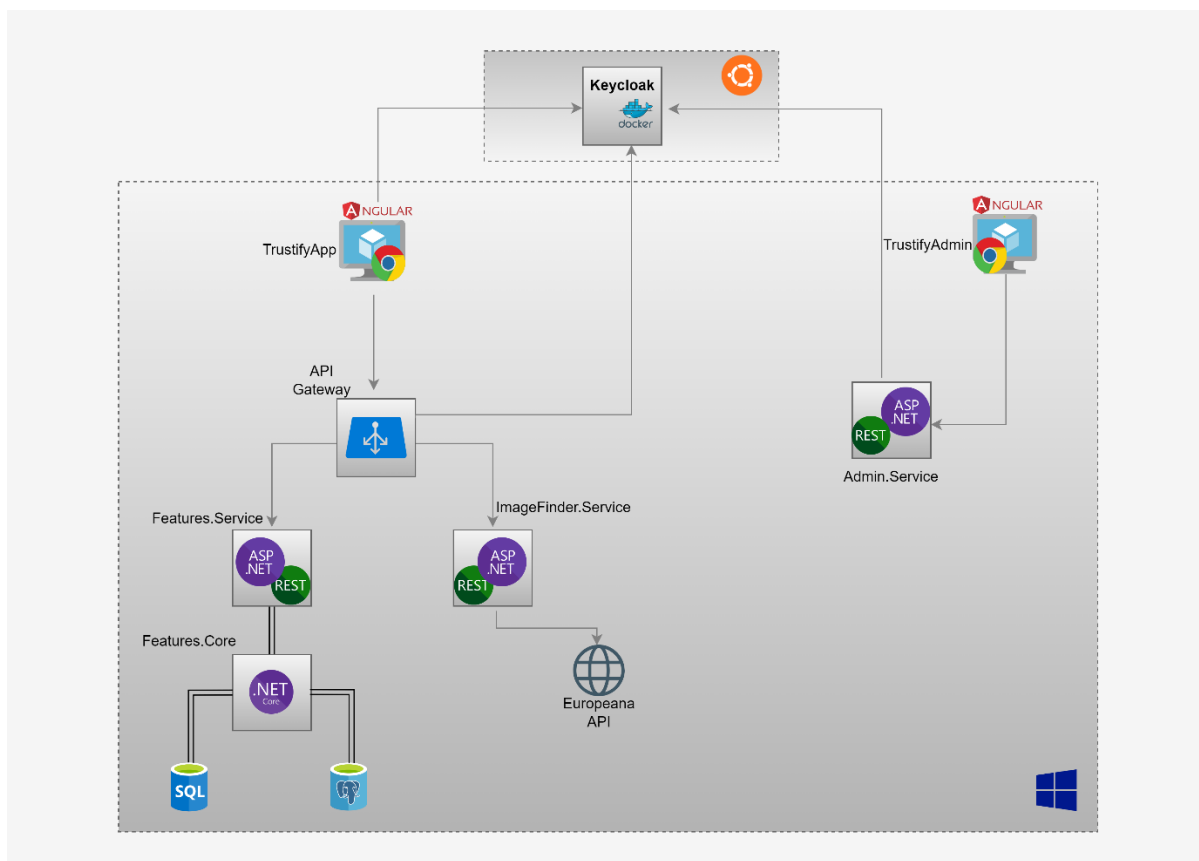 Keycloak
docker
ANGULAR
TrustifyApp
ANGULAR
TrustifyAdmin
API
Gateway
ASP
.NET
REST
Admin.Service
Features.Service
ASP
.NET
REST
ImageFinder.Service
ASP
.NET
REST
Features.Core
.NET
Core
Europeana
API
SQL